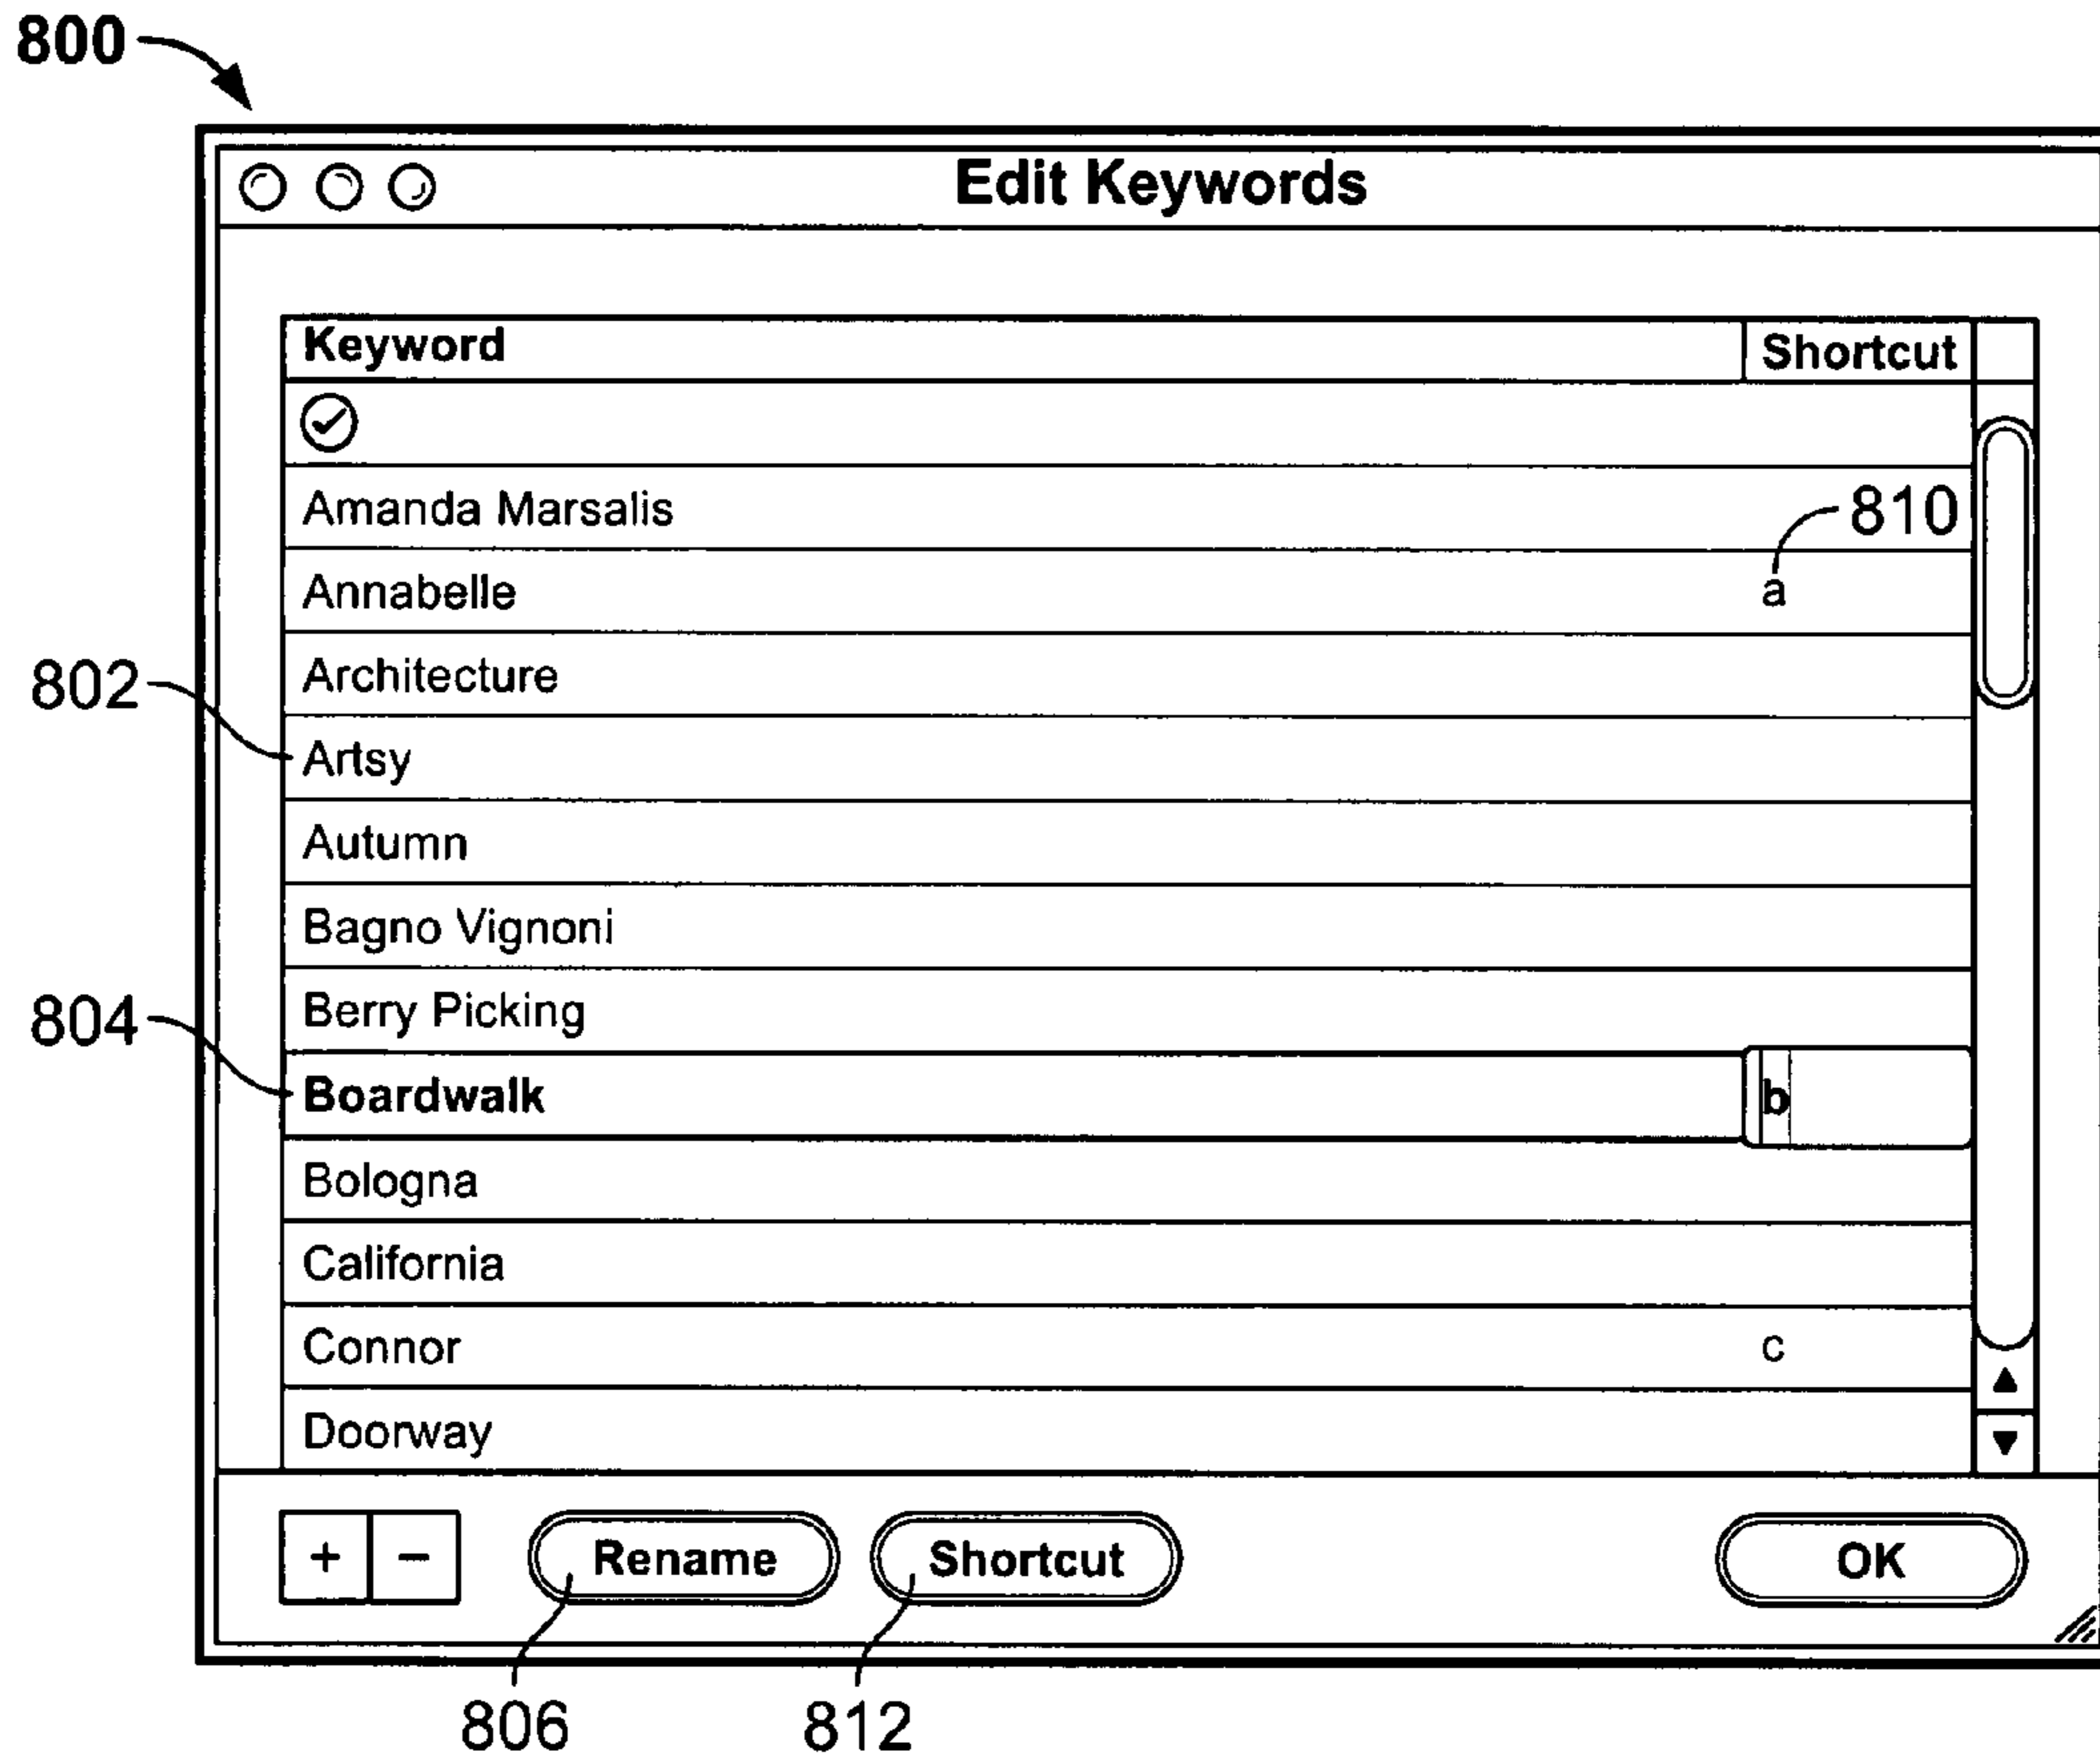 800
Edit Keywords
Keyword Shortcut
Amanda Marsalis 810
Annabelle a
Architecture
802
Artsy
Autumn
Bagno Vignoni
Berry Picking
804
Boardwalk b
Bologna
California
Connor c
Doorway
+ − Rename Shortcut OK
806 812